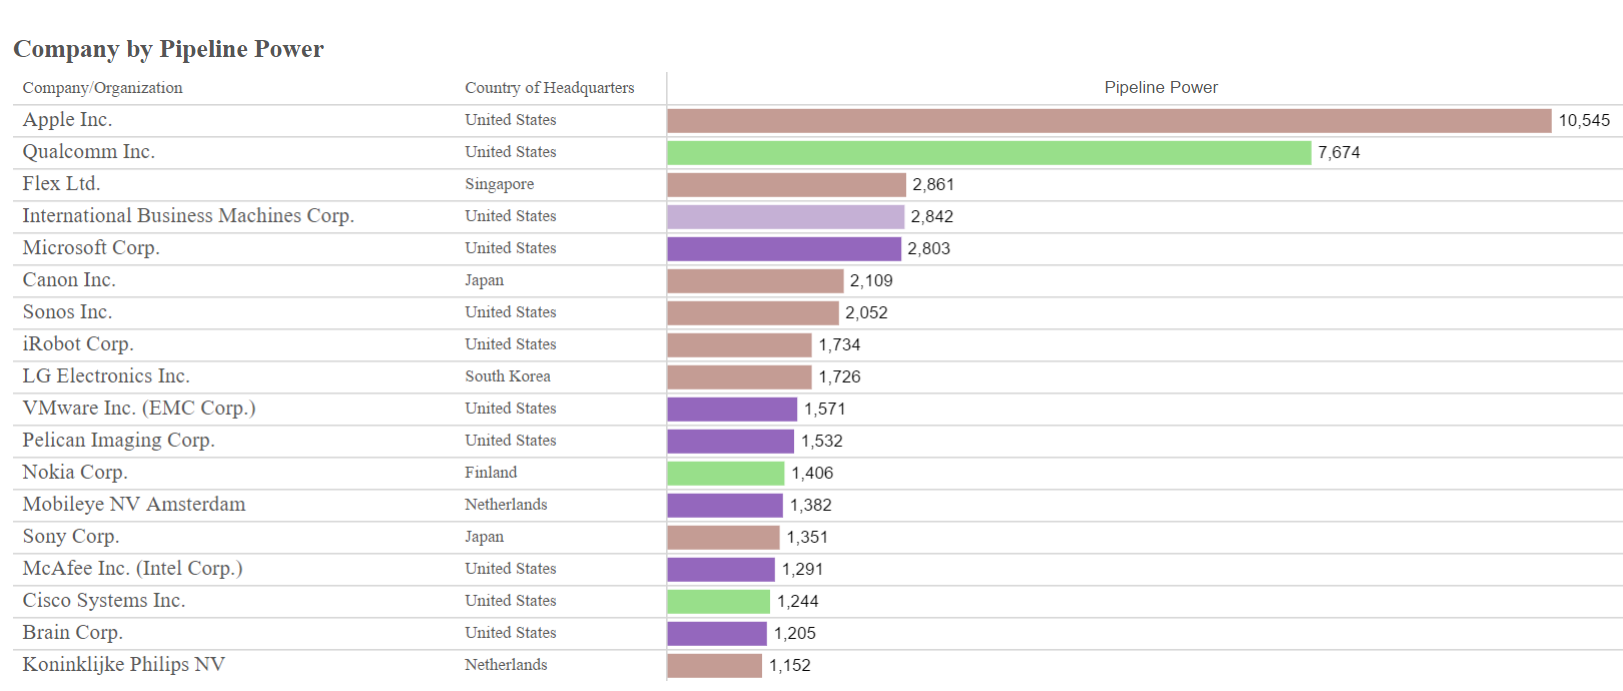 Company by Pipeline Power
Company/Organization Country of Headquarters Pipeline Power
Apple Inc. United States 10,545
Qualcomm Inc. United States 7,674
Flex Ltd. Singapore 2,861
International Business Machines Corp. United States 2,842
Microsoft Corp. United States 2,803
Canon Inc. Japan 2,109
Sonos Inc. United States 2,052
iRobot Corp. United States 1,734
LG Electronics Inc. South Korea 1,726
VMware Inc. (EMC Corp.) United States 1,571
Pelican Imaging Corp. United States 1,532
Nokia Corp. Finland 1,406
Mobileye NV Amsterdam Netherlands 1,382
Sony Corp. Japan 1,351
McAfee Inc. (Intel Corp.) United States 1,291
Cisco Systems Inc. United States 1,244
Brain Corp. United States 1,205
Koninklijke Philips NV Netherlands 1,152